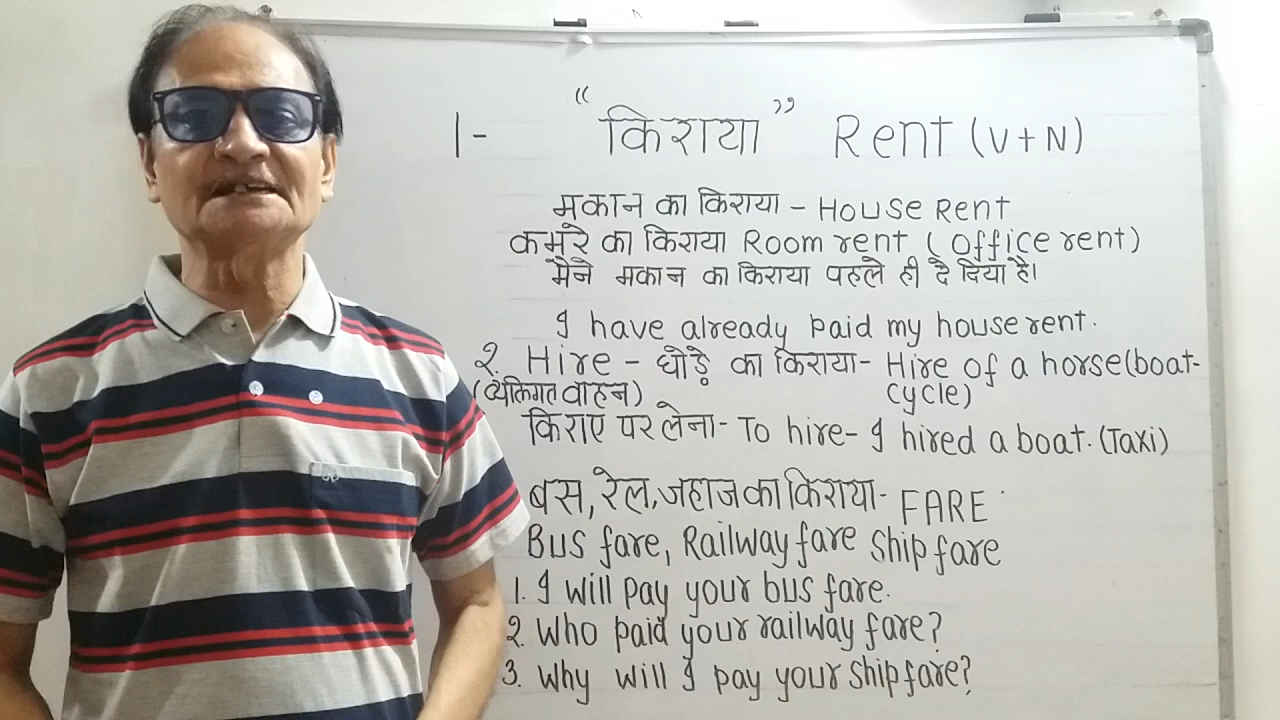 1- "किराया" Rent (V+N)
मकान का किराया - House Rent
कमरे का किराया Room rent (Office rent)
मैने मकान का किराया पहले ही दे दिया है।
I have already paid my house rent.
2. Hire - घोड़े का किराया - Hire of a horse (boat-
(व्यक्तिगत वाहन) cycle)
किराए पर लेना - To hire - I hired a boat. (Taxi)
बस, रेल, जहाज का किराया - FARE
Bus fare, Railway fare Ship fare
1. I will pay your bus fare.
2. Who paid your railway fare?
3. Why will I pay your ship fare?